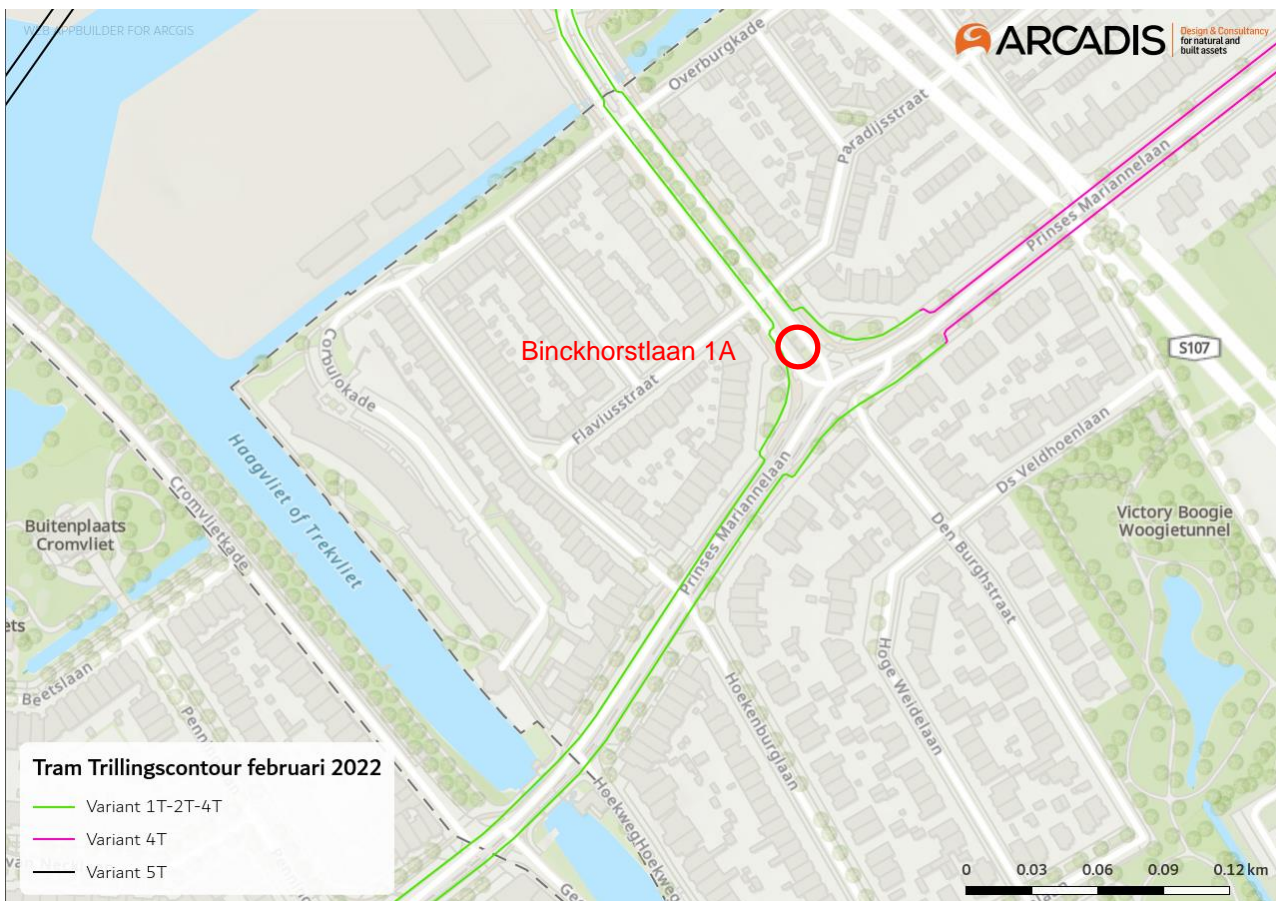 WEB APPBUILDER FOR ARCGIS
ARCADIS
Design & Consultancy
for natural and
built assets
Overburgkade
Paradijsstraat
Prinses Mariannelaan
Binckhorstlaan 1A
S107
Corbulokade
Flaviusstraat
Haagvliet of Trekvliet
Cromvlietkade
Buitenplaats
Cromvliet
Prinses Mariannelaan
Ds Veldhoenlaan
Den Burghstraat
Victory Boogie
Woogietunnel
Hoge Weidelaan
Hoekenburglaan
ets
Beetslaan
Hoekweg
Hoekweg
Tram Trillingscontour februari 2022
Variant 1T-2T-4T
Variant 4T
Variant 5T
0 0.03 0.06 0.09 0.12 km